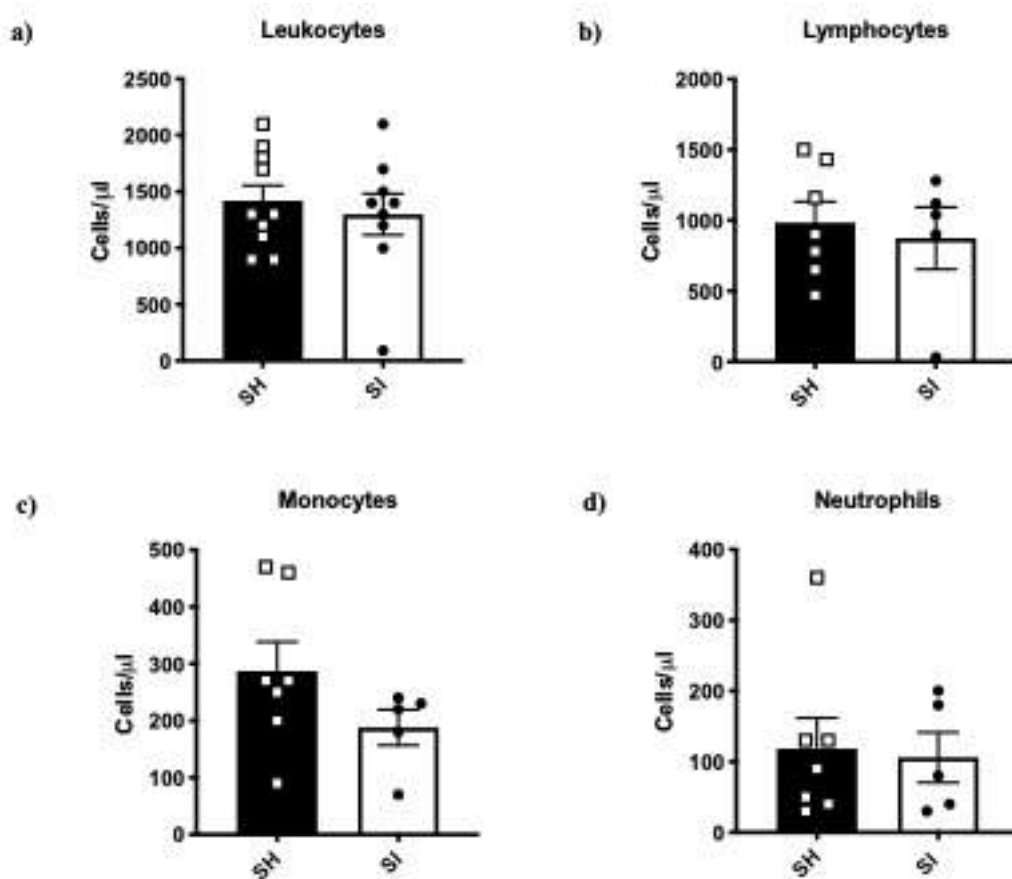 a)
Leukocytes
Cells/µl
2500
2000
1500
1000
500
0
SH
SI
b)
Lymphocytes
Cells/µl
2000
1500
1000
500
0
SH
SI
c)
Monocytes
Cells/µl
500
400
300
200
100
0
SH
SI
d)
Neutrophils
Cells/µl
400
300
200
100
0
SH
SI